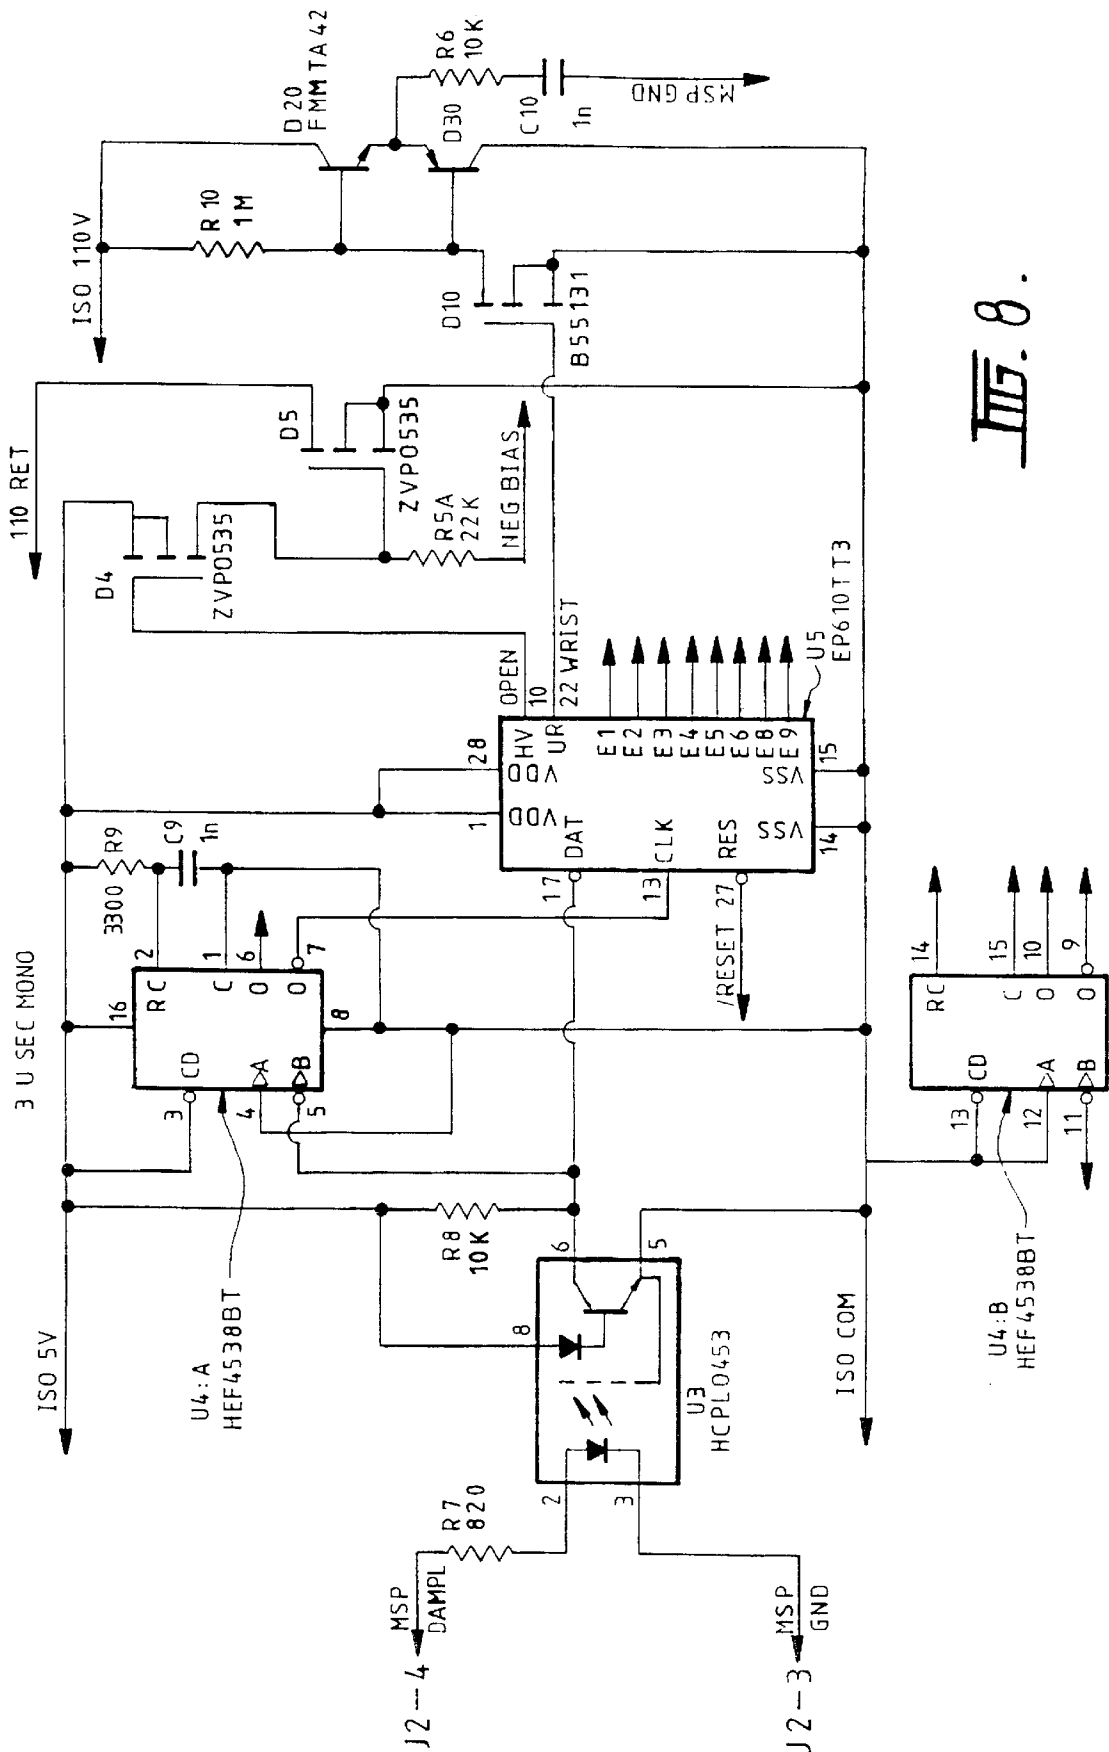 J2--4
MSP
DAMPL
R7
820
J2--3
MSP
GND
2
3
8
6
5
U3
HCPL0453
R8
10K
ISO 5V
ISO COM
U4:A
HEF4538BT
3 U SEC MONO
3
4
5
CD
A
B
16
8
RC
C
O
O
2
1
6
7
R9
3300
C9
1n
U4:B
HEF4538BT
13
12
11
CD
A
B
RC
C
O
O
14
15
10
9
/RESET 27
17
13
DAT
CLK
RES
1
28
VDD
VDD
VSS
VSS
14
15
HV
UR
E1
E2
E3
E4
E5
E6
E8
E9
OPEN
10
22 WRIST
U5
EP610TT3
110 RET
D4
ZVP0535
D5
ZVP0535
R5A
22K
NEG BIAS
ISO 110V
R10
1M
D10
B55131
D20
FMMTA42
D30
R6
10K
C10
1n
MSP GND
FIG. 8.